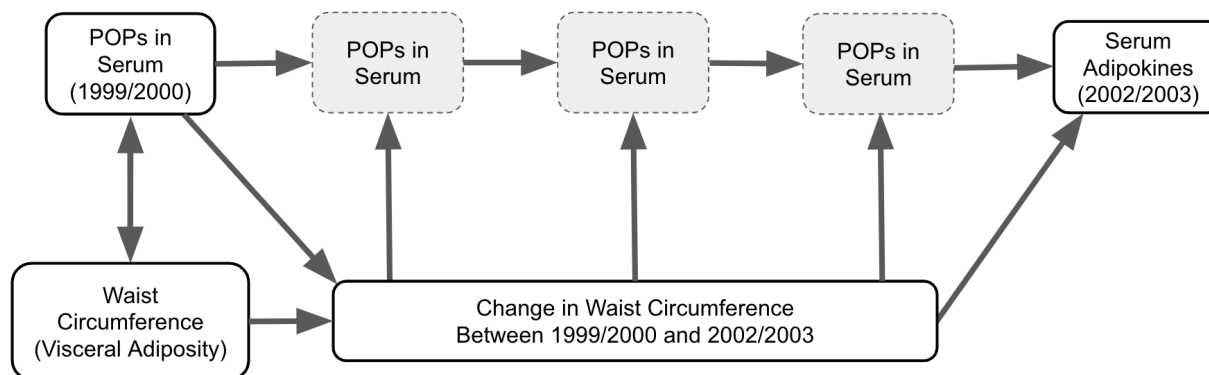 POPs in
Serum
(1999/2000)
POPs in
Serum
POPs in
Serum
POPs in
Serum
Serum
Adipokines
(2002/2003)
Waist
Circumference
(Visceral Adiposity)
Change in Waist Circumference
Between 1999/2000 and 2002/2003